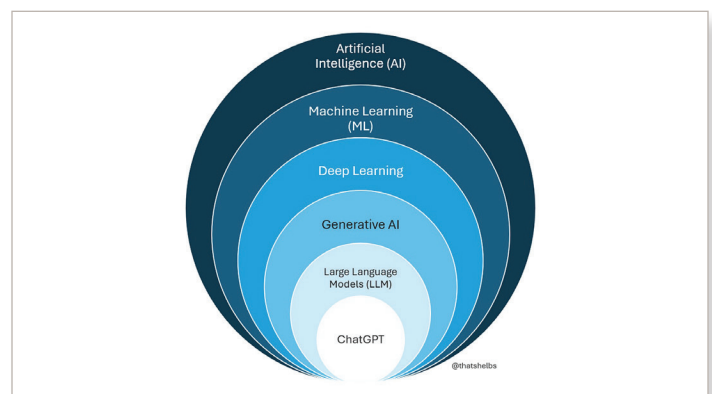 Artificial
Intelligence (AI)
Machine Learning
(ML)
Deep Learning
Generative AI
Large Language
Models (LLM)
ChatGPT
@thatshelbs